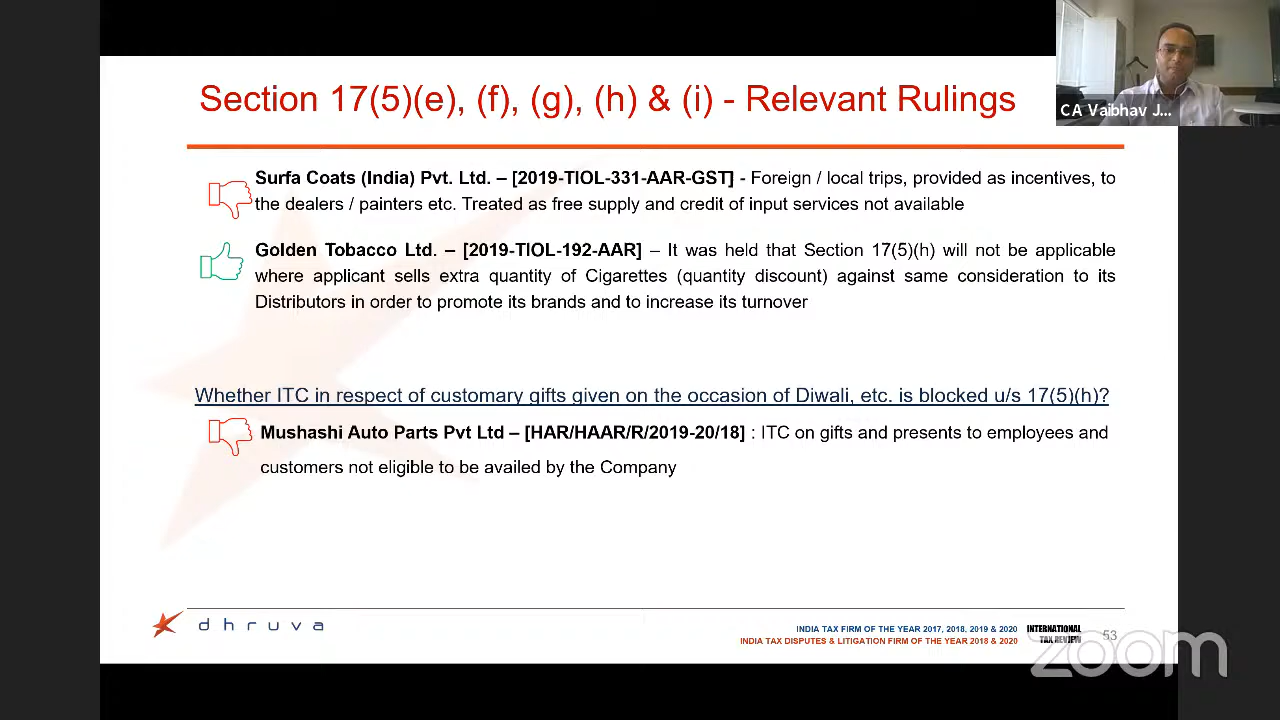 Section 17(5)(e), (f), (g), (h) & (i) - Relevant Rulings
CA Vaibhav J...
Surfa Coats (India) Pvt. Ltd. – [2019-TIOL-331-AAR-GST] - Foreign / local trips, provided as incentives, to
the dealers / painters etc. Treated as free supply and credit of input services not available
Golden Tobacco Ltd. – [2019-TIOL-192-AAR] – It was held that Section 17(5)(h) will not be applicable
where applicant sells extra quantity of Cigarettes (quantity discount) against same consideration to its
Distributors in order to promote its brands and to increase its turnover
Whether ITC in respect of customary gifts given on the occasion of Diwali, etc. is blocked u/s 17(5)(h)?
Mushashi Auto Parts Pvt Ltd – [HAR/HAAR/R/2019-20/18] : ITC on gifts and presents to employees and
customers not eligible to be availed by the Company
dhruva
INDIA TAX FIRM OF THE YEAR 2017, 2018, 2019 & 2020
INDIA TAX DISPUTES & LITIGATION FIRM OF THE YEAR 2018 & 2020
INTERNATIONAL
TAX REVIEW
53
zoom